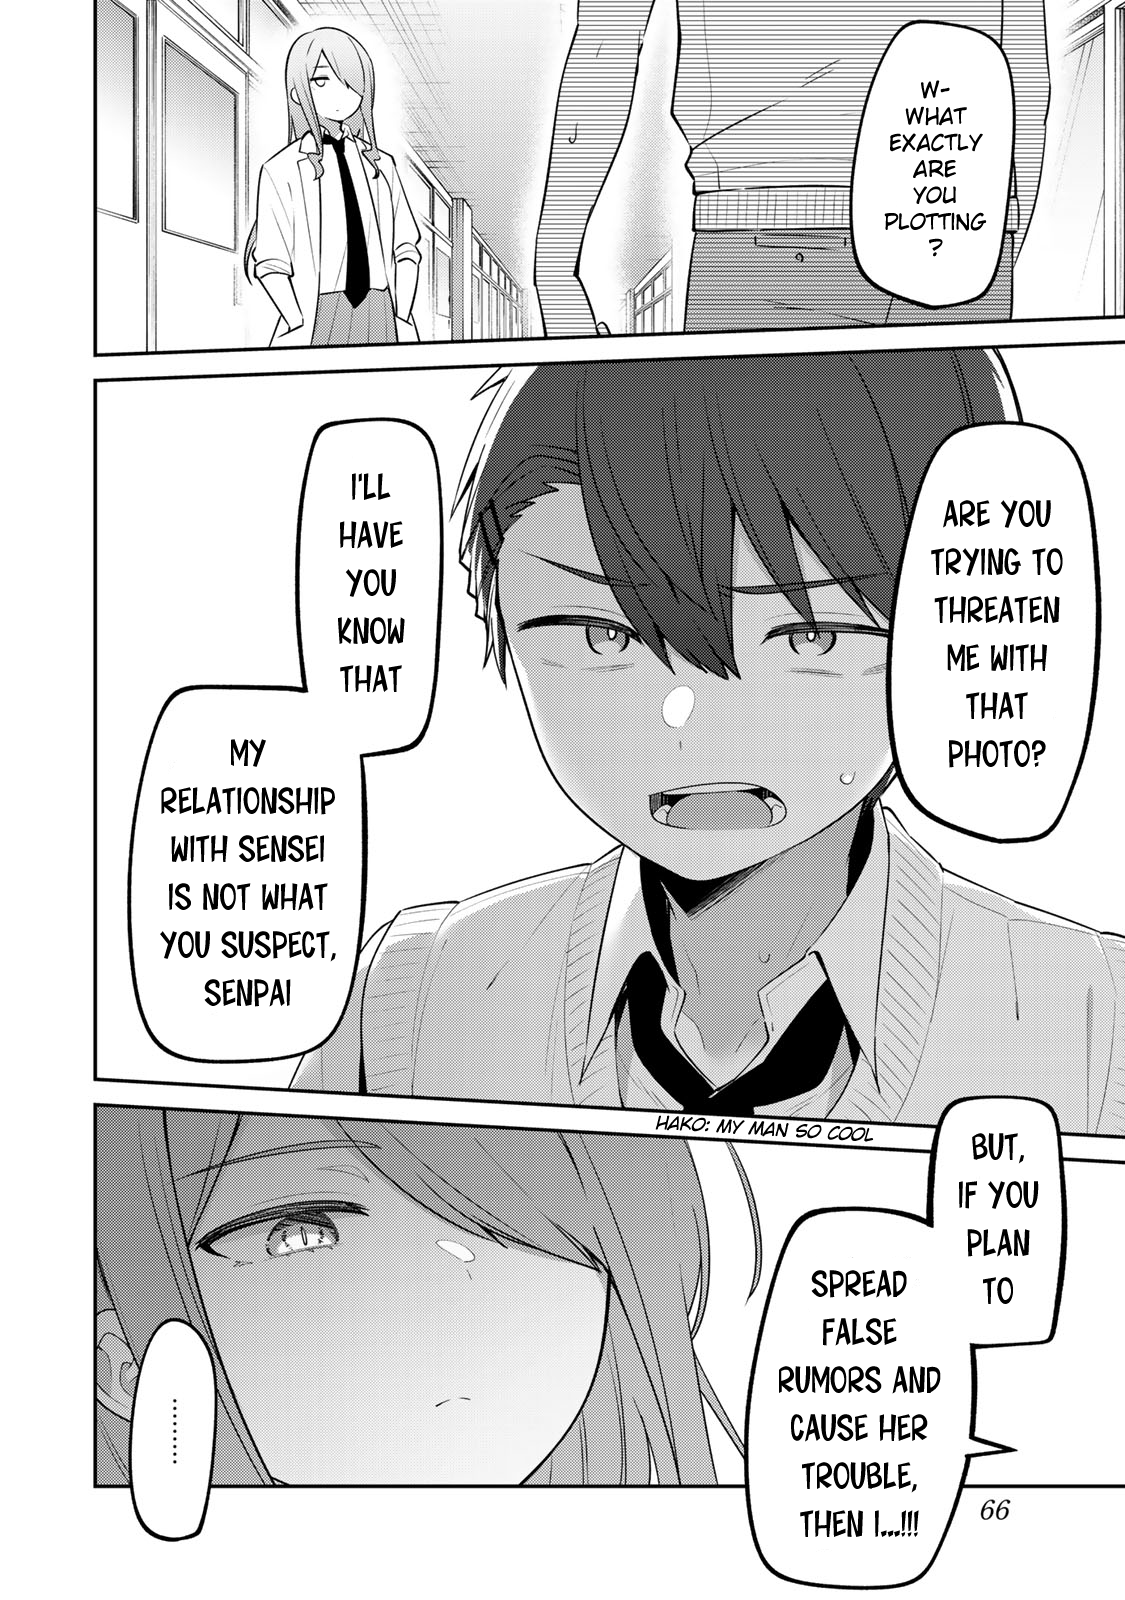 W-
WHAT
EXACTLY
ARE
YOU
PLOTTING
?
ARE YOU
TRYING TO
THREATEN
ME WITH
THAT
PHOTO?
I'LL
HAVE
YOU
KNOW
THAT
MY
RELATIONSHIP
WITH SENSEI
IS NOT WHAT
YOU SUSPECT,
SENPAI
HAKO: MY MAN SO COOL
BUT,
IF YOU
PLAN
TO
SPREAD
FALSE
RUMORS AND
CAUSE HER
TROUBLE,
THEN I...!!!
.........
66